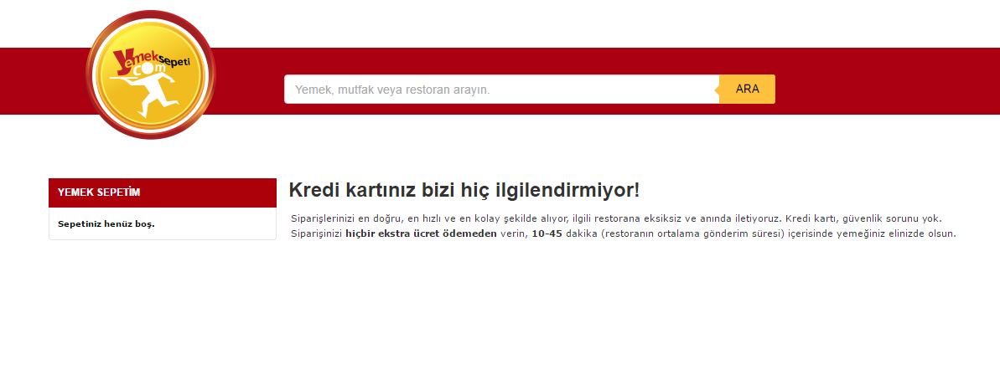 yemeksepeti
com
Yemek, mutfak veya restoran arayın.
ARA
YEMEK SEPETİM
Sepetiniz henüz boş.
Kredi kartınız bizi hiç ilgilendirmiyor!
Siparişlerinizi en doğru, en hızlı ve en kolay şekilde alıyor, ilgili restorana eksiksiz ve anında iletiyoruz. Kredi kartı, güvenlik sorunu yok.
Siparişinizi hiçbir ekstra ücret ödemeden verin, 10-45 dakika (restoranın ortalama gönderim süresi) içerisinde yemeğiniz elinizde olsun.